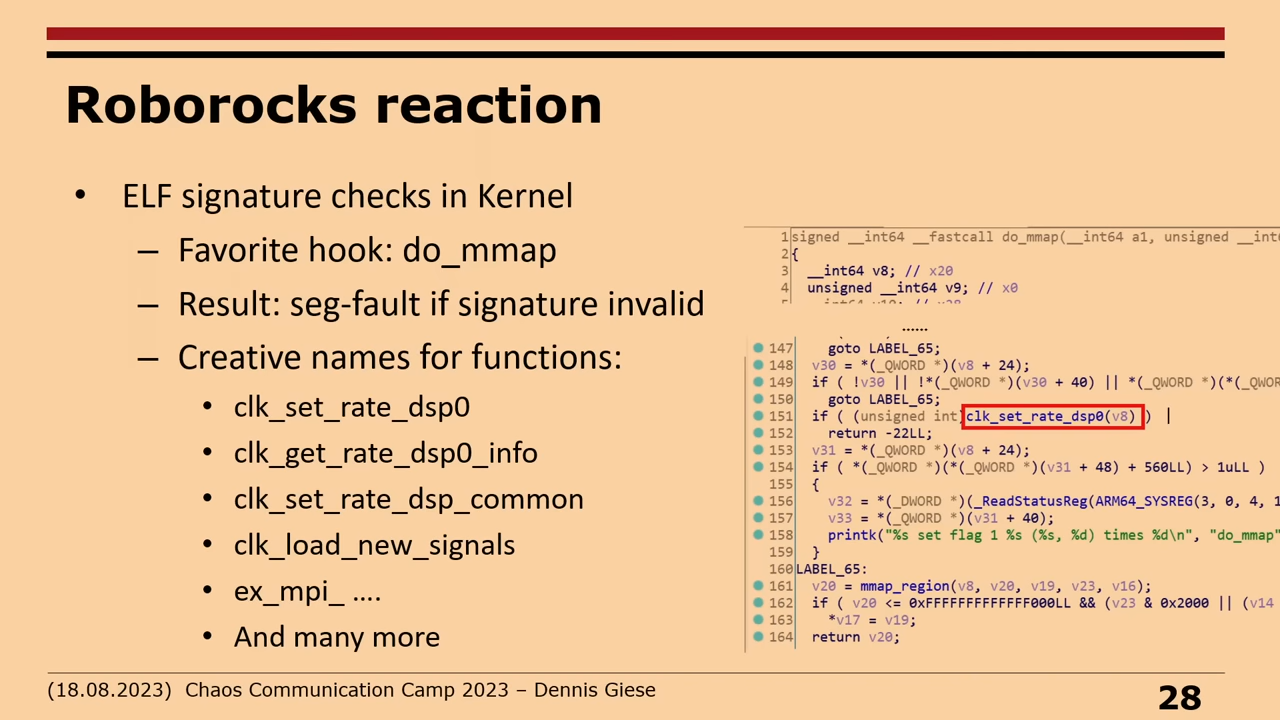 Roborocks reaction
• ELF signature checks in Kernel
– Favorite hook: do_mmap
– Result: seg-fault if signature invalid
– Creative names for functions:
• clk_set_rate_dsp0
• clk_get_rate_dsp0_info
• clk_set_rate_dsp_common
• clk_load_new_signals
• ex_mpi_ ….
• And many more
1 signed __int64 __fastcall do_mmap(__int64 a1, unsigned __int
2 {
3 __int64 v8; // x20
4 unsigned __int64 v9; // x0
......
147 goto LABEL_65;
148 v30 = *(_QWORD *)(v8 + 24);
149 if ( !v30 || !*(_QWORD *)(v30 + 40) || *(_QWORD *)(*(_QWOR
150 goto LABEL_65;
151 if ( (unsigned int)clk_set_rate_dsp0(v8) )
152 return -22LL;
153 v31 = *(_QWORD *)(v8 + 24);
154 if ( *(_QWORD *)(*(_QWORD *)(v31 + 48) + 560LL) > 1uLL )
155 {
156 v32 = *(_DWORD *)(_ReadStatusReg(ARM64_SYSREG(3, 0, 4, 1
157 v33 = *(_QWORD *)(v31 + 40);
158 printk("%s set flag 1 %s (%s, %d) times %d\n", "do_mmap"
159 }
160 LABEL_65:
161 v20 = mmap_region(v8, v20, v19, v23, v16);
162 if ( v20 <= 0xFFFFFFFFFFFFF000LL && (v23 & 0x2000 || (v14
163 *v17 = v19;
164 return v20;
(18.08.2023) Chaos Communication Camp 2023 – Dennis Giese
28